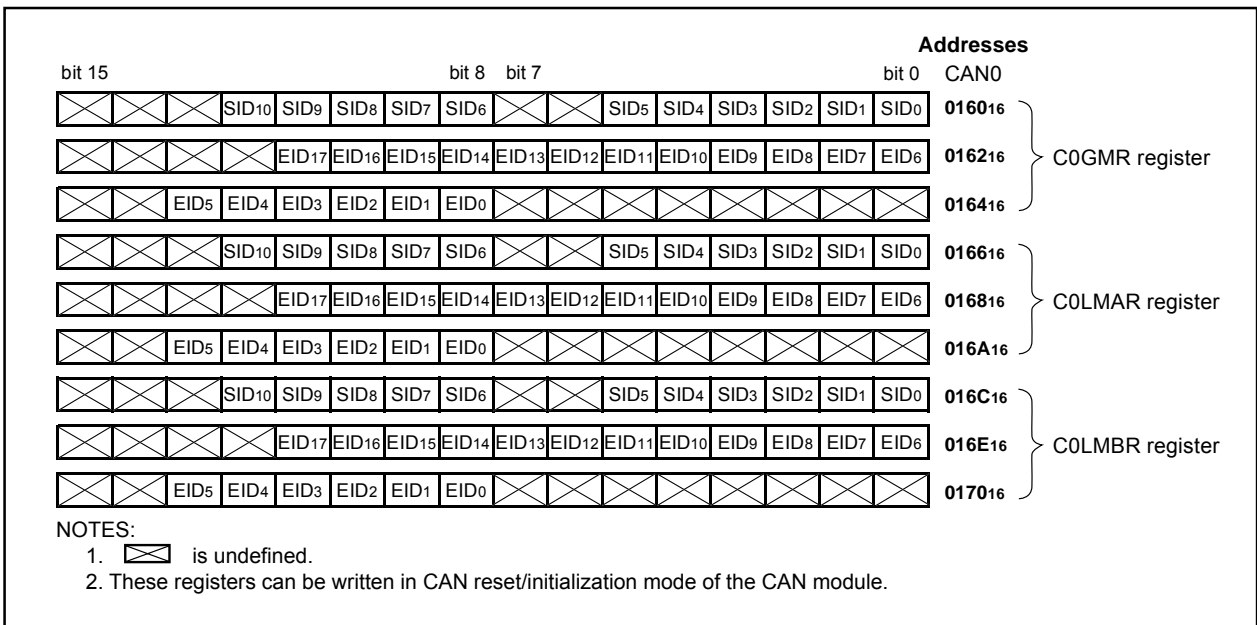 Addresses
bit 15 bit 8 bit 7 bit 0 CAN0
SID10 SID9 SID8 SID7 SID6 SID5 SID4 SID3 SID2 SID1 SID0 016016
EID17 EID16 EID15 EID14 EID13 EID12 EID11 EID10 EID9 EID8 EID7 EID6 016216 C0GMR register
EID5 EID4 EID3 EID2 EID1 EID0 016416
SID10 SID9 SID8 SID7 SID6 SID5 SID4 SID3 SID2 SID1 SID0 016616
EID17 EID16 EID15 EID14 EID13 EID12 EID11 EID10 EID9 EID8 EID7 EID6 016816 C0LMAR register
EID5 EID4 EID3 EID2 EID1 EID0 016A16
SID10 SID9 SID8 SID7 SID6 SID5 SID4 SID3 SID2 SID1 SID0 016C16
EID17 EID16 EID15 EID14 EID13 EID12 EID11 EID10 EID9 EID8 EID7 EID6 016E16 C0LMBR register
EID5 EID4 EID3 EID2 EID1 EID0 017016
NOTES:
1. is undefined.
2. These registers can be written in CAN reset/initialization mode of the CAN module.